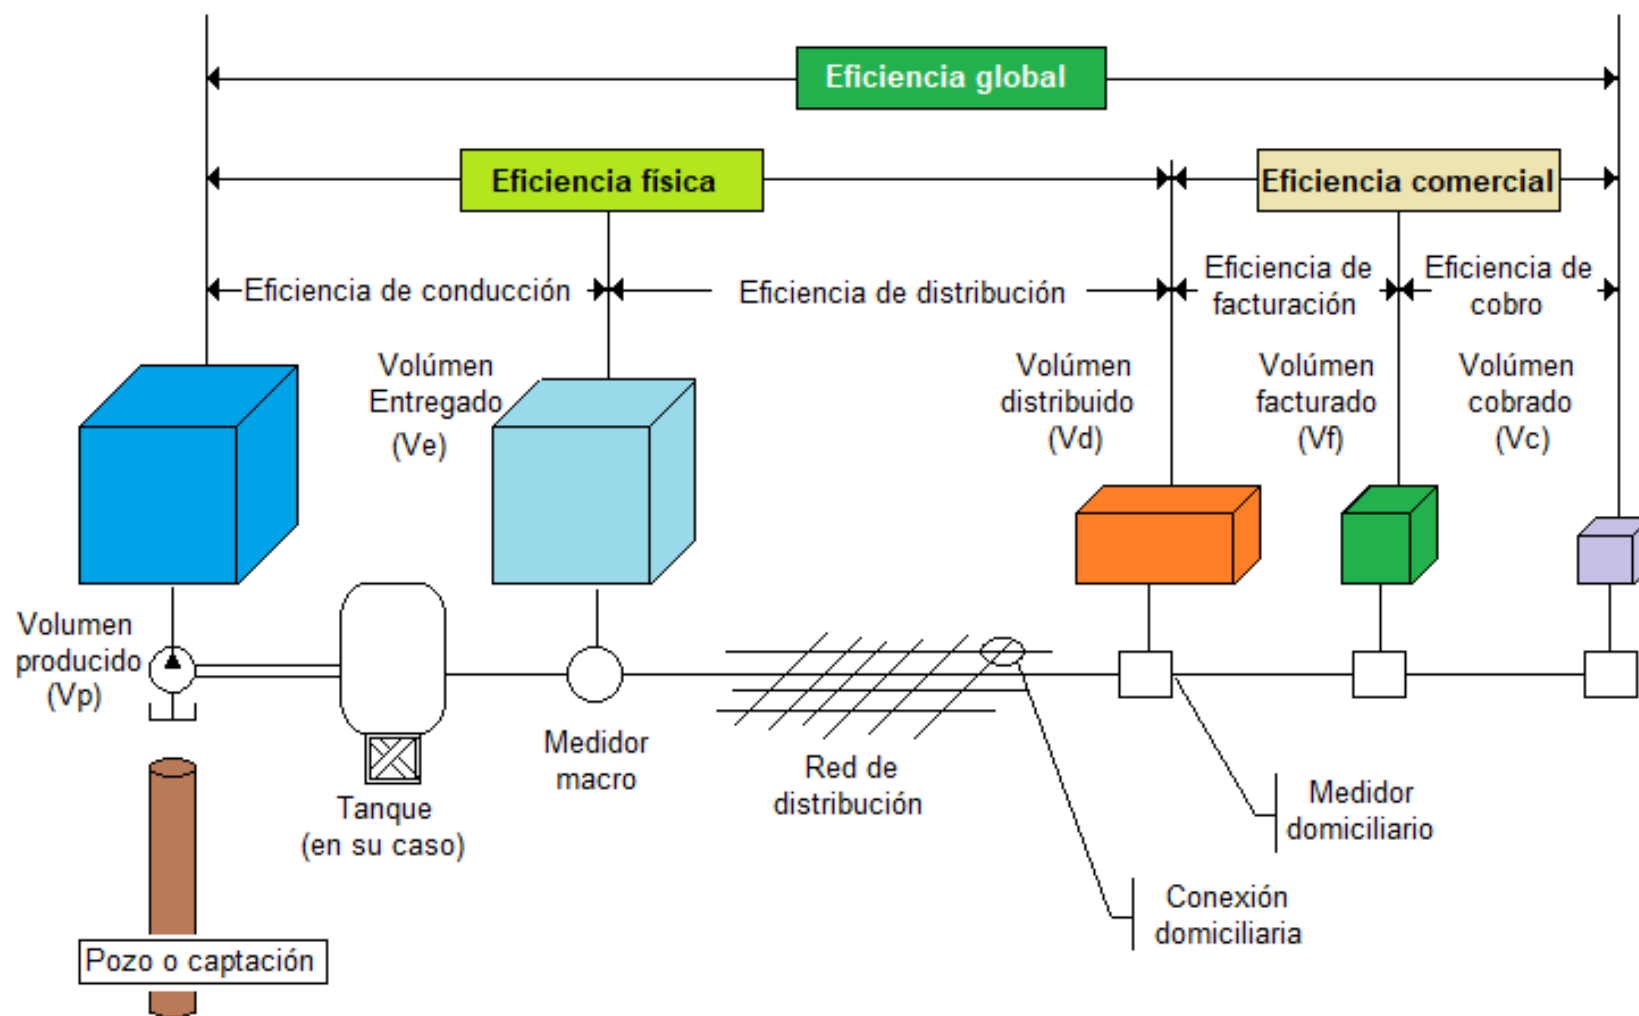 Eficiencia global
Eficiencia física
Eficiencia comercial
Eficiencia de conducción
Eficiencia de distribución
Eficiencia de
facturación
Eficiencia de
cobro
Volúmen
Entregado
(Ve)
Volúmen
distribuido
(Vd)
Volúmen
facturado
(Vf)
Volúmen
cobrado
(Vc)
Volumen
producido
(Vp)
Medidor
macro
Red de
distribución
Tanque
(en su caso)
Medidor
domiciliario
Conexión
domiciliaria
Pozo o captación